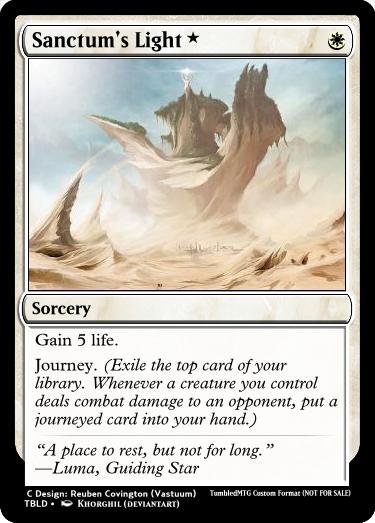 Sanctum's Light ★
Sorcery
Gain 5 life.
Journey. (Exile the top card of your
library. Whenever a creature you control
deals combat damage to an opponent, put a
journeyed card into your hand.)
“A place to rest, but not for long.”
—Luma, Guiding Star
C Design: Reuben Covington (Vastuum)
TumbledMTG Custom Format (NOT FOR SALE)
TBLD • Khorghil (deviantart)